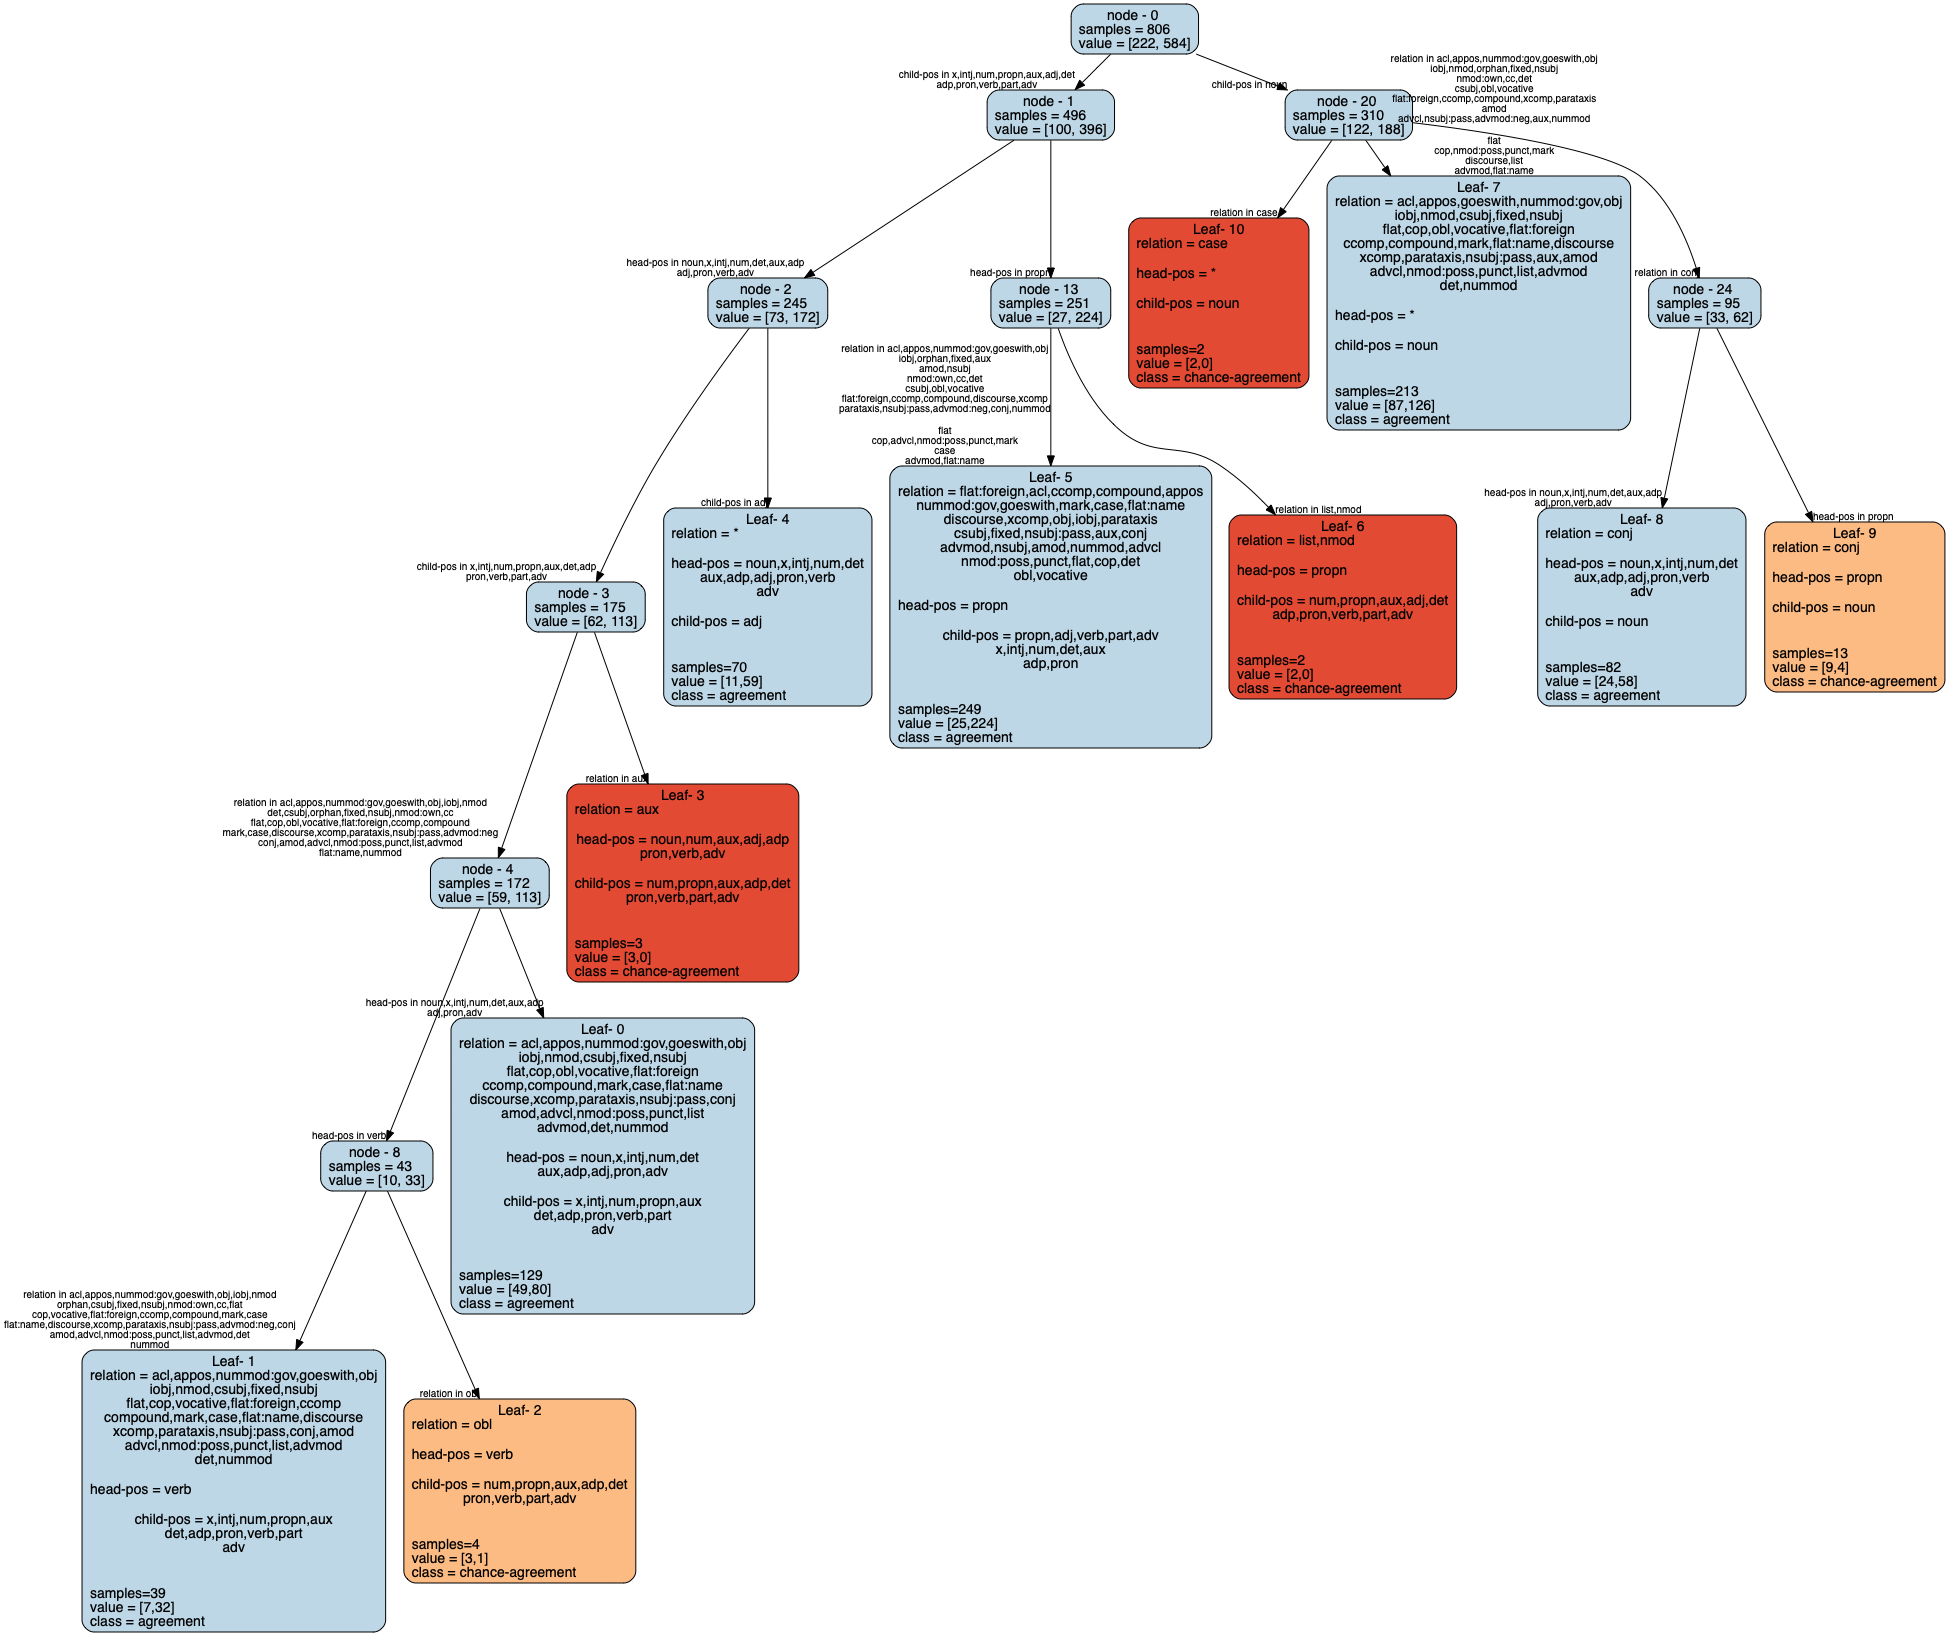 node - 0
samples = 806
value = [222, 584]
child-pos in x,intj,num,propn,aux,adj,det
adp,pron,verb,part,adv
node - 1
samples = 496
value = [100, 396]
child-pos in noun
node - 20
samples = 310
value = [122, 188]
relation in acl,appos,nummod:gov,goeswith,obj
iobj,nmod,orphan,fixed,nsubj
nmod:own,cc,det
csubj,obl,vocative
flat:foreign,ccomp,compound,xcomp,parataxis
amod
advcl,nsubj:pass,advmod:neg,aux,nummod
flat
cop,nmod:poss,punct,mark
discourse,list
advmod,flat:name
Leaf- 7
relation = acl,appos,goeswith,nummod:gov,obj
iobj,nmod,csubj,fixed,nsubj
flat,cop,obl,vocative,flat:foreign
ccomp,compound,mark,flat:name,discourse
xcomp,parataxis,nsubj:pass,aux,amod
advcl,nmod:poss,punct,list,advmod
det,nummod
head-pos = *
child-pos = noun
samples=213
value = [87,126]
class = agreement
relation in case
Leaf- 10
relation = case
head-pos = *
child-pos = noun
samples=2
value = [2,0]
class = chance-agreement
head-pos in noun,x,intj,num,det,aux,adp
adj,pron,verb,adv
node - 2
samples = 245
value = [73, 172]
head-pos in propn
node - 13
samples = 251
value = [27, 224]
relation in conj
node - 24
samples = 95
value = [33, 62]
relation in acl,appos,nummod:gov,goeswith,obj
iobj,orphan,fixed,aux
amod,nsubj
nmod:own,cc,det
csubj,obl,vocative
flat:foreign,ccomp,compound,discourse,xcomp
parataxis,nsubj:pass,advmod:neg,conj,nummod
flat
cop,advcl,nmod:poss,punct,mark
case
advmod,flat:name
Leaf- 5
relation = flat:foreign,acl,ccomp,compound,appos
nummod:gov,goeswith,mark,case,flat:name
discourse,xcomp,obj,iobj,parataxis
csubj,fixed,nsubj:pass,aux,conj
advmod,nsubj,amod,nummod,advcl
nmod:poss,punct,flat,cop,det
obl,vocative
head-pos = propn
child-pos = propn,adj,verb,part,adv
x,intj,num,det,aux
adp,pron
samples=249
value = [25,224]
class = agreement
relation in list,nmod
Leaf- 6
relation = list,nmod
head-pos = propn
child-pos = num,propn,aux,adj,det
adp,pron,verb,part,adv
samples=2
value = [2,0]
class = chance-agreement
head-pos in noun,x,intj,num,det,aux,adp
adj,pron,verb,adv
Leaf- 8
relation = conj
head-pos = noun,x,intj,num,det
aux,adp,adj,pron,verb
adv
child-pos = noun
samples=82
value = [24,58]
class = agreement
head-pos in propn
Leaf- 9
relation = conj
head-pos = propn
child-pos = noun
samples=13
value = [9,4]
class = chance-agreement
child-pos in adj
Leaf- 4
relation = *
head-pos = noun,x,intj,num,det
aux,adp,adj,pron,verb
adv
child-pos = adj
samples=70
value = [11,59]
class = agreement
child-pos in x,intj,num,propn,aux,det,adp
pron,verb,part,adv
node - 3
samples = 175
value = [62, 113]
relation in aux
Leaf- 3
relation = aux
head-pos = noun,num,aux,adj,adp
pron,verb,adv
child-pos = num,propn,aux,adp,det
pron,verb,part,adv
samples=3
value = [3,0]
class = chance-agreement
relation in acl,appos,nummod:gov,goeswith,obj,iobj,nmod
det,csubj,orphan,fixed,nsubj,nmod:own,cc
flat,cop,obl,vocative,flat:foreign,ccomp,compound
mark,case,discourse,xcomp,parataxis,nsubj:pass,advmod:neg
conj,amod,advcl,nmod:poss,punct,list,advmod
flat:name,nummod
node - 4
samples = 172
value = [59, 113]
head-pos in noun,x,intj,num,det,aux,adp
adj,pron,adv
Leaf- 0
relation = acl,appos,nummod:gov,goeswith,obj
iobj,nmod,csubj,fixed,nsubj
flat,cop,obl,vocative,flat:foreign
ccomp,compound,mark,case,flat:name
discourse,xcomp,parataxis,nsubj:pass,conj
amod,advcl,nmod:poss,punct,list
advmod,det,nummod
head-pos = noun,x,intj,num,det
aux,adp,adj,pron,adv
child-pos = x,intj,num,propn,aux
det,adp,pron,verb,part
adv
samples=129
value = [49,80]
class = agreement
head-pos in verb
node - 8
samples = 43
value = [10, 33]
relation in acl,appos,nummod:gov,goeswith,obj,iobj,nmod
orphan,csubj,fixed,nsubj,nmod:own,cc,flat
cop,vocative,flat:foreign,ccomp,compound,mark,case
flat:name,discourse,xcomp,parataxis,nsubj:pass,advmod:neg,conj
amod,advcl,nmod:poss,punct,list,advmod,det
nummod
Leaf- 1
relation = acl,appos,nummod:gov,goeswith,obj
iobj,nmod,csubj,fixed,nsubj
flat,cop,vocative,flat:foreign,ccomp
compound,mark,case,flat:name,discourse
xcomp,parataxis,nsubj:pass,conj,amod
advcl,nmod:poss,punct,list,advmod
det,nummod
head-pos = verb
child-pos = x,intj,num,propn,aux
det,adp,pron,verb,part
adv
samples=39
value = [7,32]
class = agreement
relation in obl
Leaf- 2
relation = obl
head-pos = verb
child-pos = num,propn,aux,adp,det
pron,verb,part,adv
samples=4
value = [3,1]
class = chance-agreement